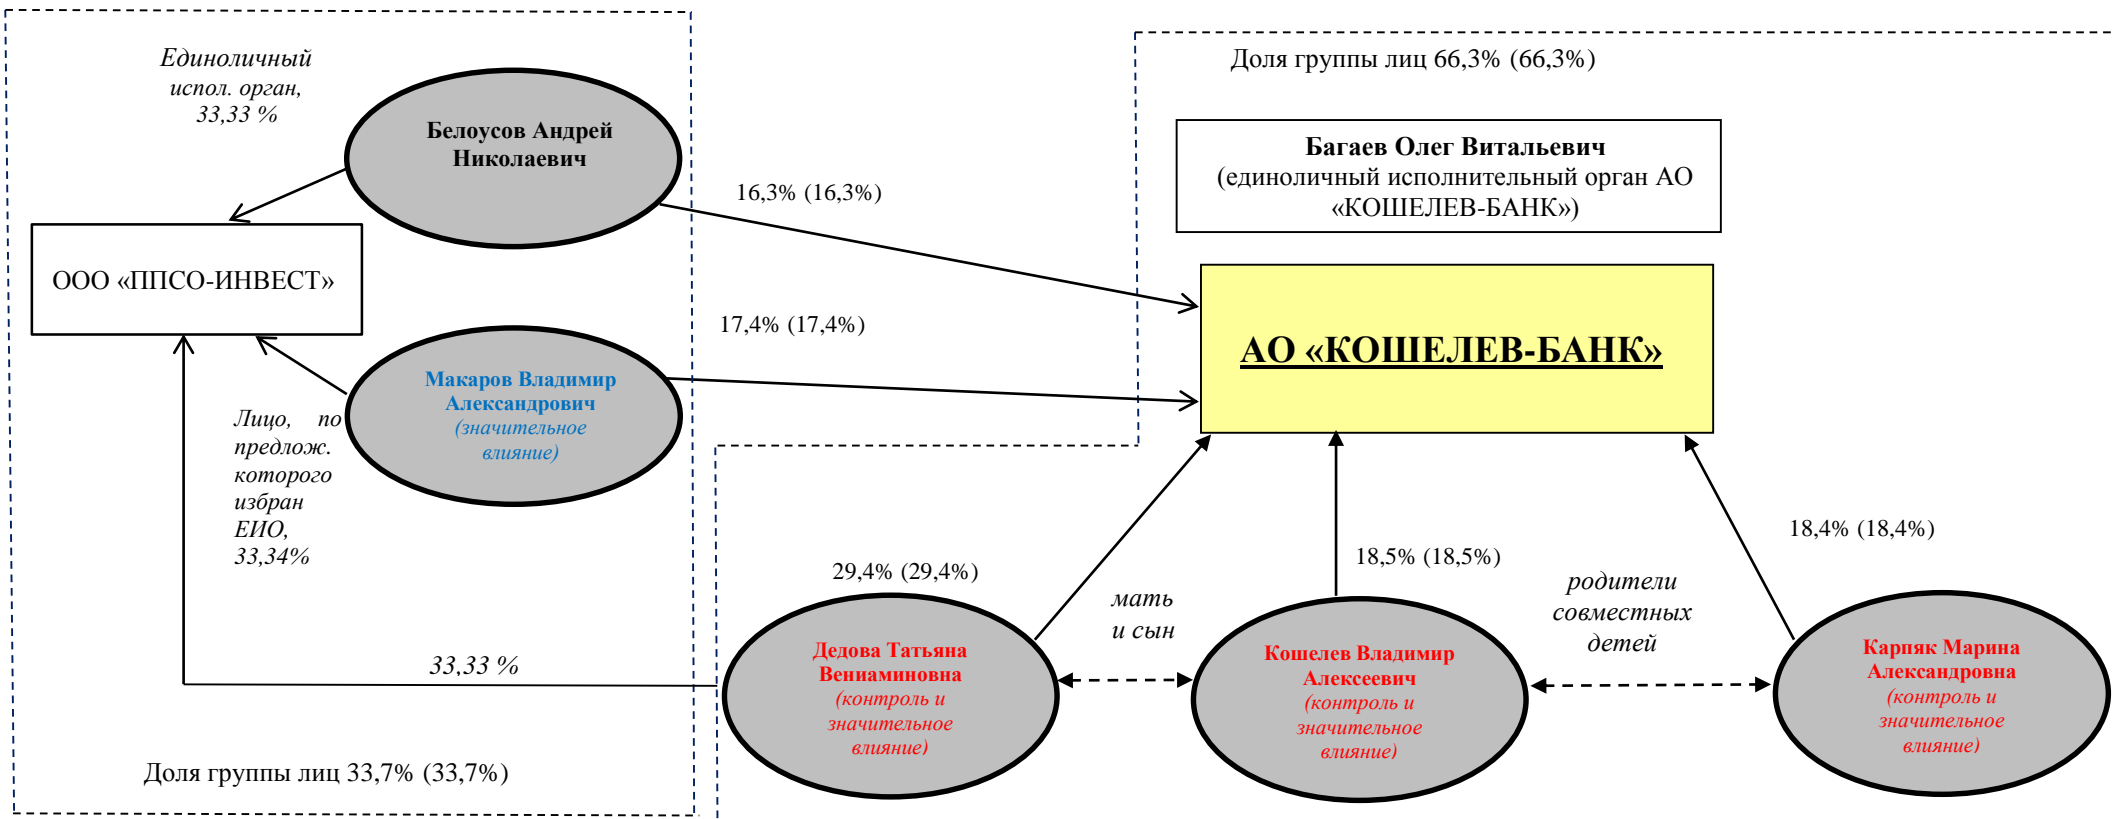 Единоличный
испол. орган,
33,33 %
Белоусов Андрей
Николаевич
ООО «ППСО-ИНВЕСТ»
Макаров Владимир
Александрович
(значительное
влияние)
Лицо, по
предлож.
которого
избран
ЕИО,
33,34%
33,33 %
Доля группы лиц 33,7% (33,7%)
16,3% (16,3%)
17,4% (17,4%)
Доля группы лиц 66,3% (66,3%)
Багаев Олег Витальевич
(единоличный исполнительный орган АО
«КОШЕЛЕВ-БАНК»)
АО «КОШЕЛЕВ-БАНК»
29,4% (29,4%)
18,5% (18,5%)
18,4% (18,4%)
мать
и сын
родители
совместных
детей
Дедова Татьяна
Вениаминовна
(контроль и
значительное
влияние)
Кошелев Владимир
Алексеевич
(контроль и
значительное
влияние)
Карпяк Марина
Александровна
(контроль и
значительное
влияние)